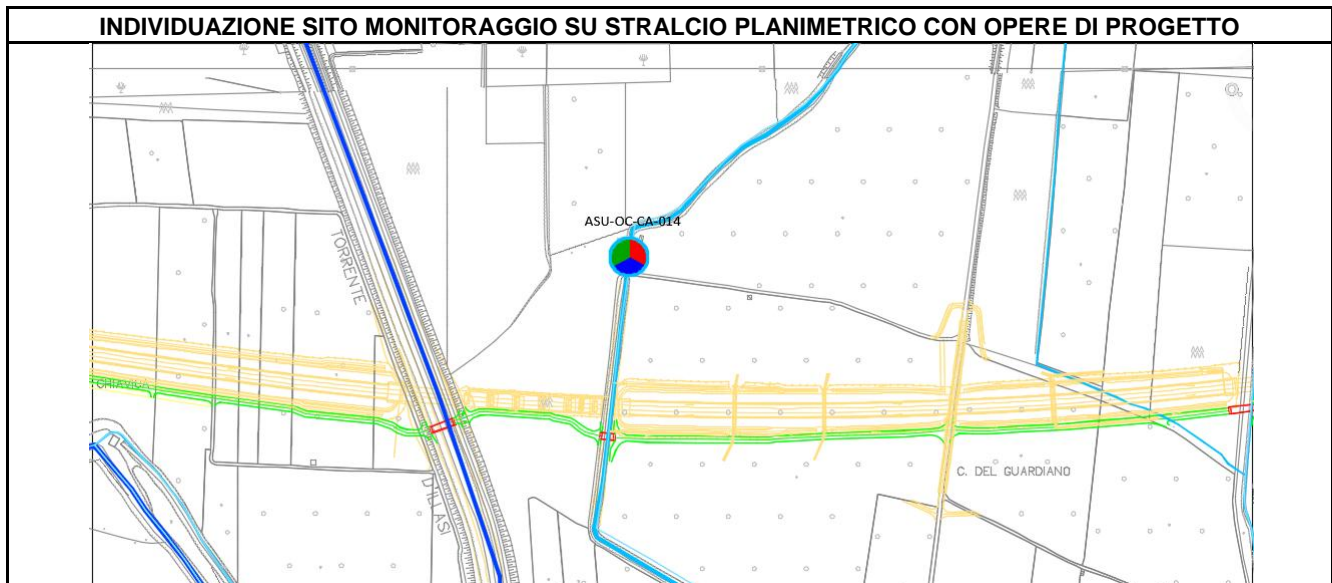 INDIVIDUAZIONE SITO MONITORAGGIO SU STRALCIO PLANIMETRICO CON OPERE DI PROGETTO
ASU-OC-CA-014
TORRENTE
CHIAVICA
C. DEL GUARDIANO
D'ILLASI